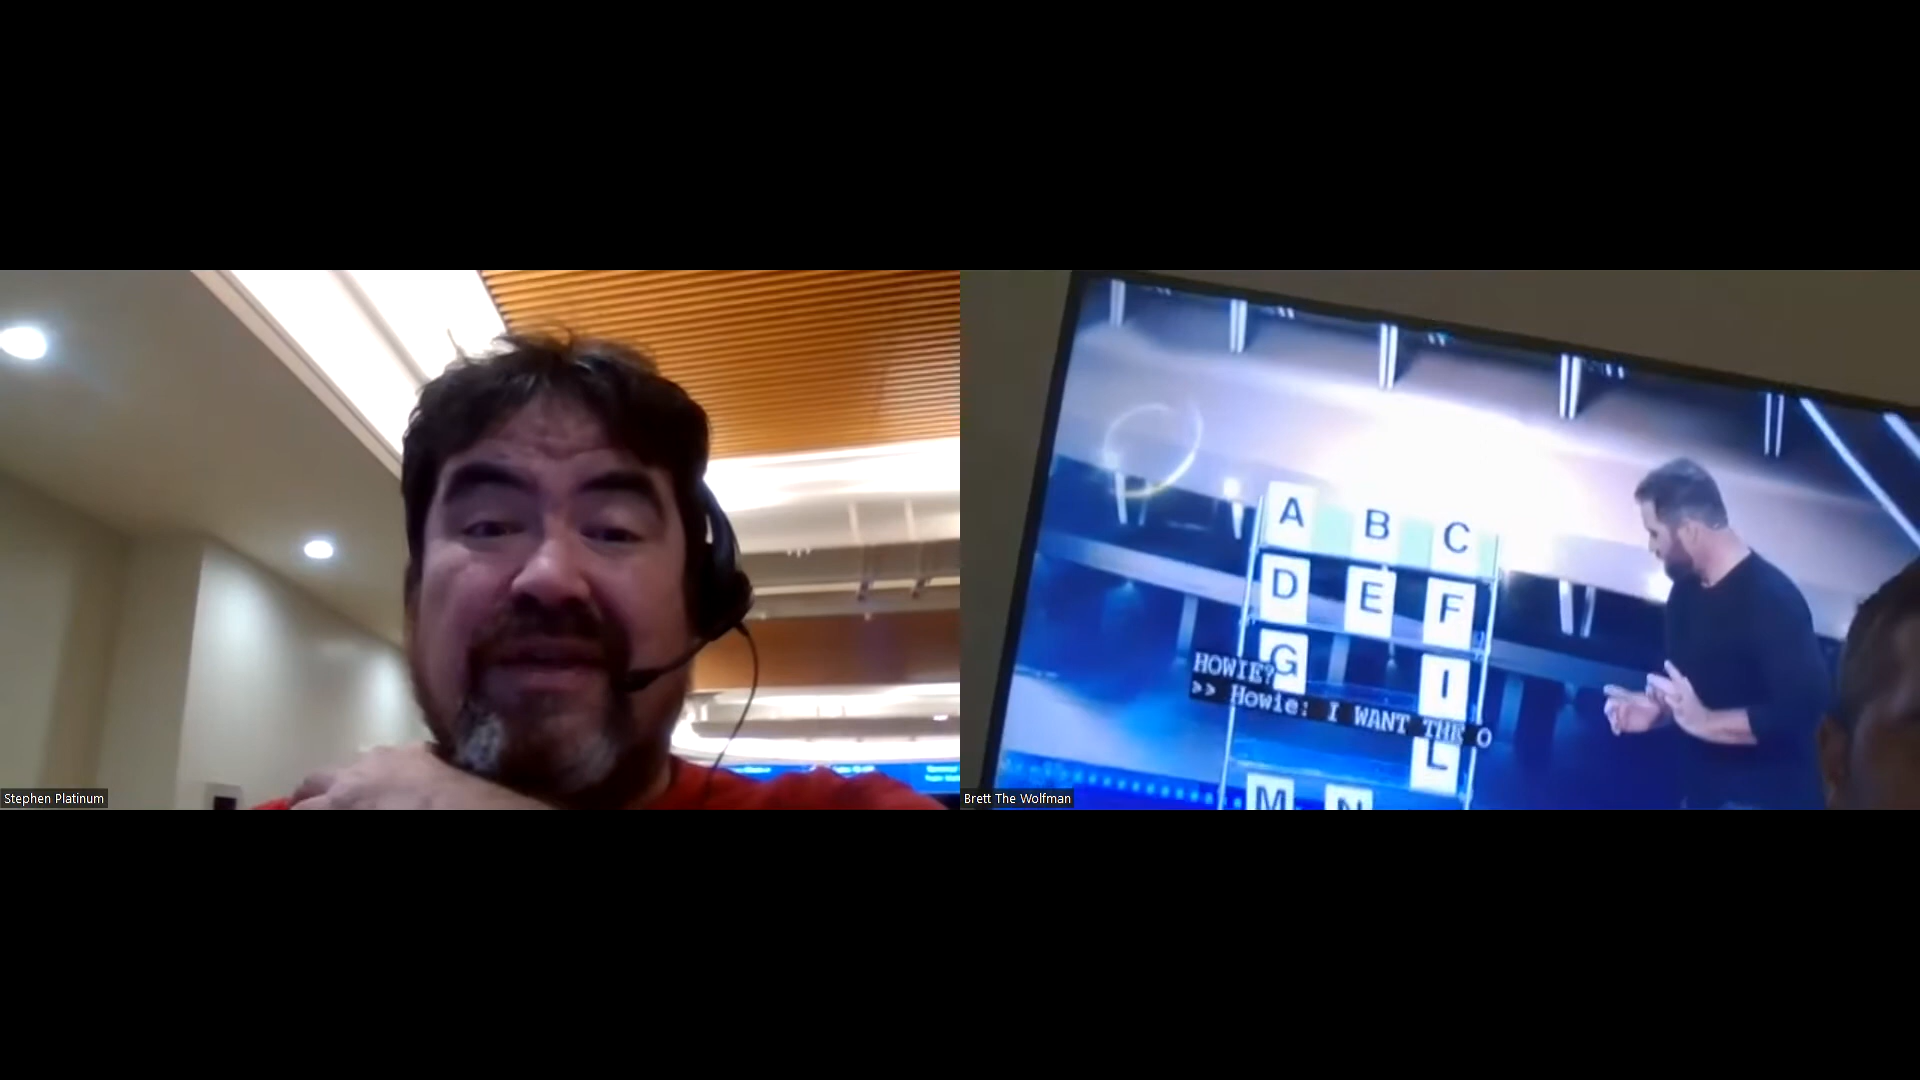 A B C
D E F
G I
L
M N
HOWIE?
>> Howie: I WANT THE O
Stephen Platinum
Brett The Wolfman